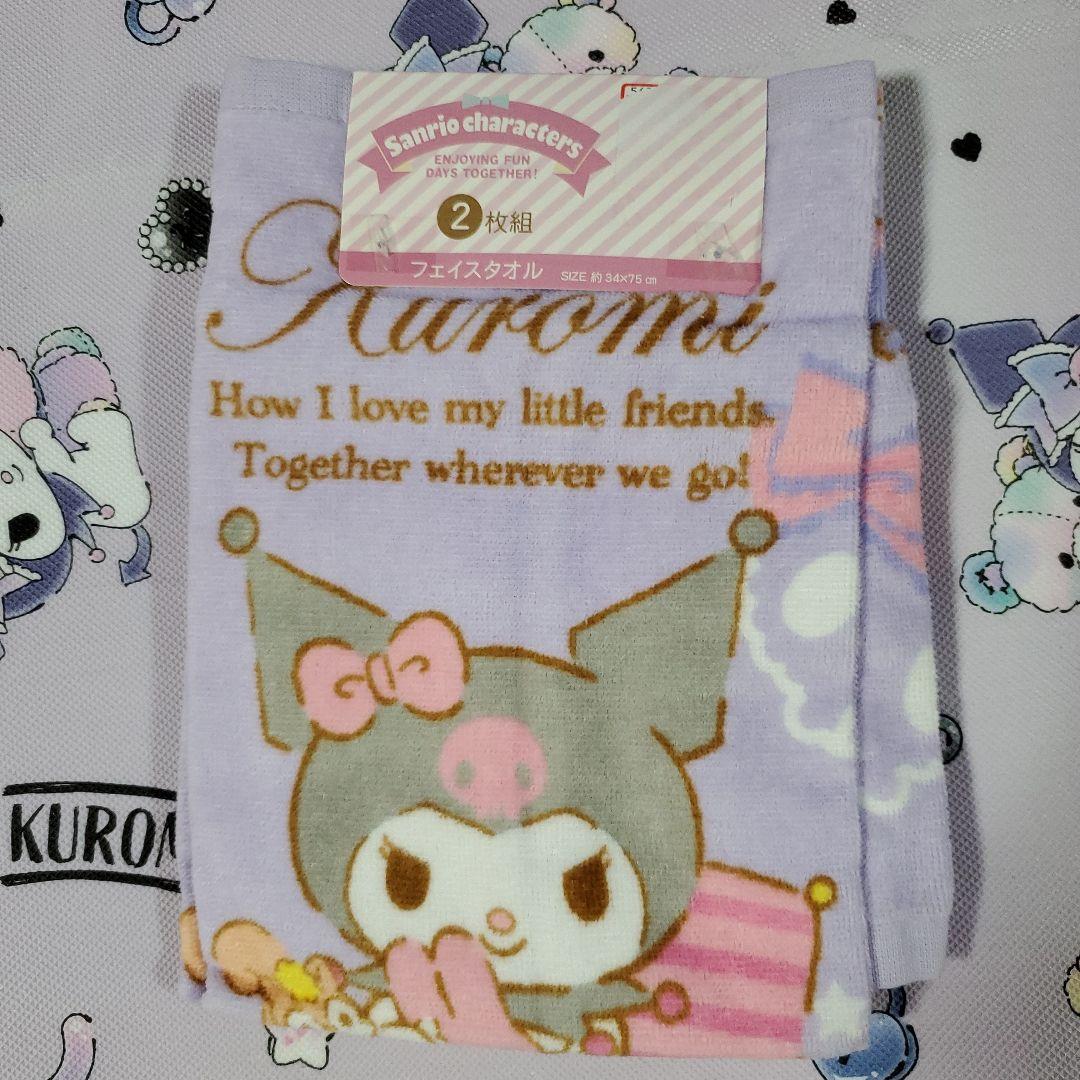 Sanrio characters
ENJOYING FUN
DAYS TOGETHER!
2枚組
フェイスタオル SIZE 約34×75㎝
Kuromi
How I love my little friends.
Together wherever we go!